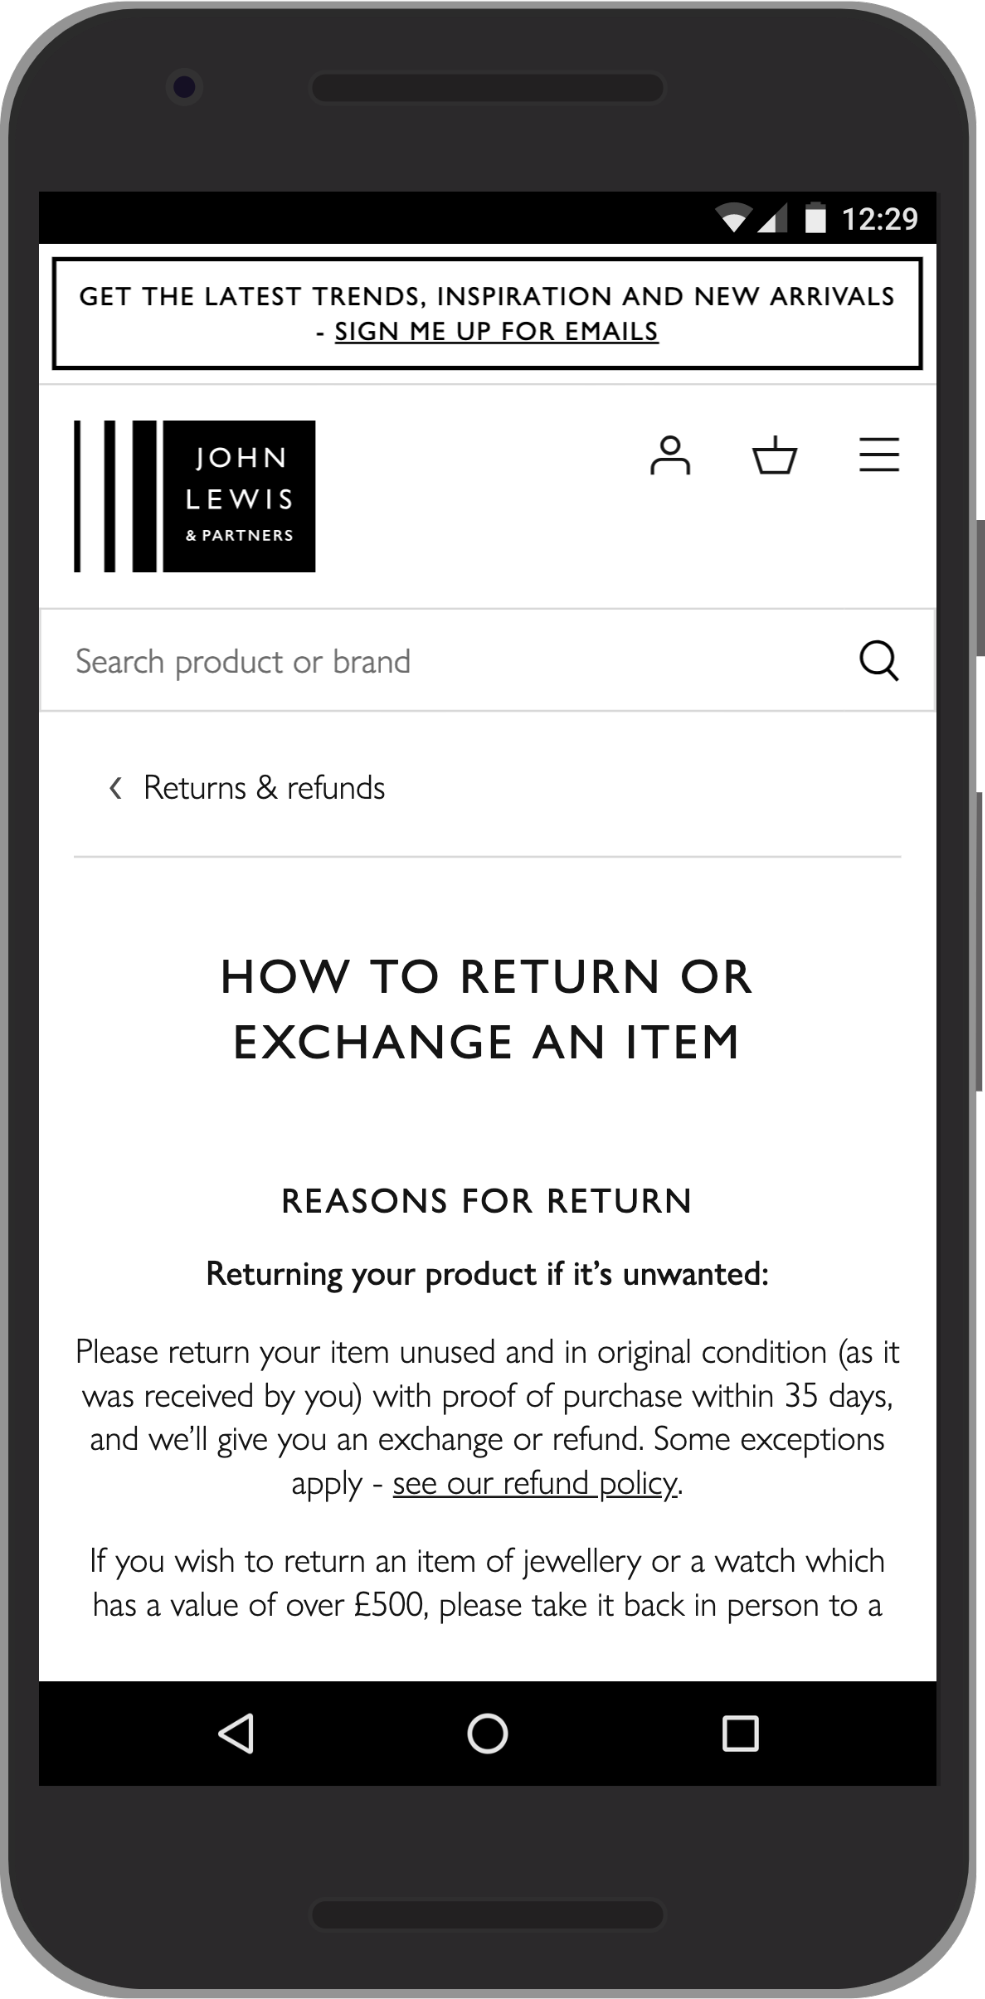 12:29
GET THE LATEST TRENDS, INSPIRATION AND NEW ARRIVALS
- SIGN ME UP FOR EMAILS
JOHN
LEWIS
& PARTNERS
Search product or brand
‹ Returns & refunds
HOW TO RETURN OR
EXCHANGE AN ITEM
REASONS FOR RETURN
Returning your product if it’s unwanted:
Please return your item unused and in original condition (as it
was received by you) with proof of purchase within 35 days,
and we’ll give you an exchange or refund. Some exceptions
apply - see our refund policy.
If you wish to return an item of jewellery or a watch which
has a value of over £500, please take it back in person to a